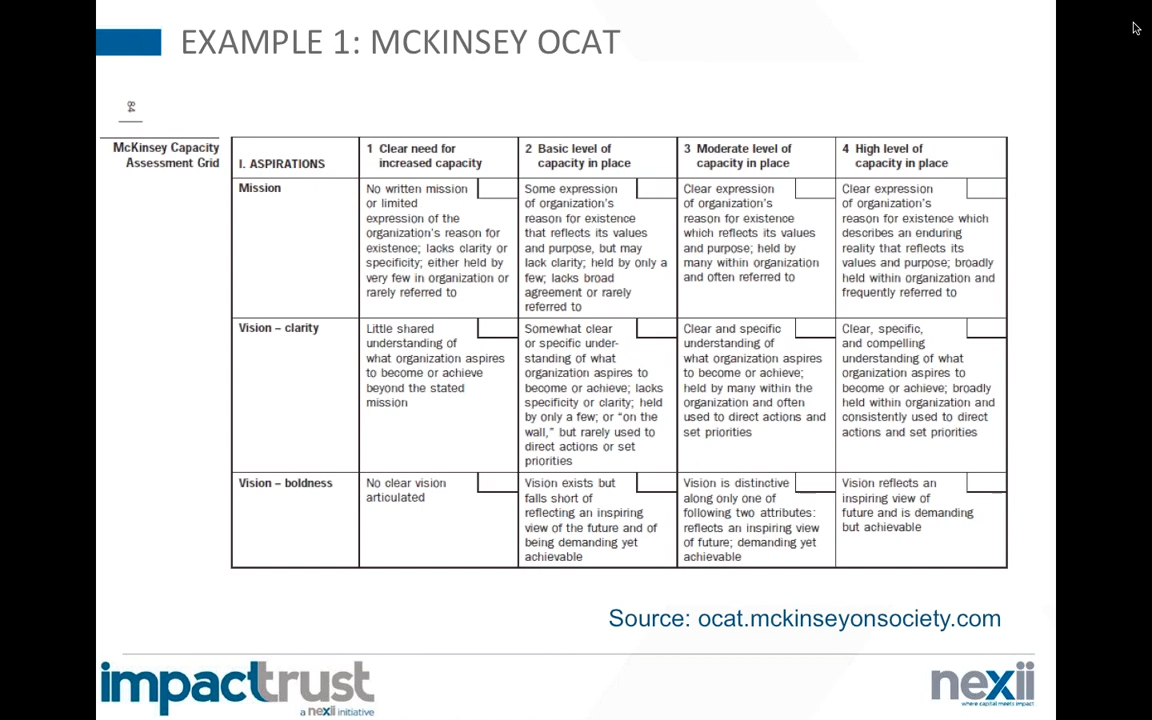 EXAMPLE 1: MCKINSEY OCAT
84
McKinsey Capacity
Assessment Grid
I. ASPIRATIONS
1 Clear need for
increased capacity
2 Basic level of
capacity in place
3 Moderate level of
capacity in place
4 High level of
capacity in place
Mission
No written mission
or limited
expression of the
organization's reason for
existence; lacks clarity or
specificity; either held by
very few in organization or
rarely referred to
Some expression
of organization's
reason for existence
that reflects its values
and purpose, but may
lack clarity; held by only a
few; lacks broad
agreement or rarely
referred to
Clear expression
of organization's
reason for existence
which reflects its values
and purpose; held by
many within organization
and often referred to
Clear expression
of organization's
reason for existence which
describes an enduring
reality that reflects its
values and purpose; broadly
held within organization and
frequently referred to
Vision – clarity
Little shared
understanding of
what organization aspires
to become or achieve
beyond the stated
mission
Somewhat clear
or specific under-
standing of what
organization aspires to
become or achieve; lacks
specificity or clarity; held
by only a few; or "on the
wall," but rarely used to
direct actions or set
priorities
Clear and specific
understanding of
what organization aspires
to become or achieve;
held by many within the
organization and often
used to direct actions and
set priorities
Clear, specific,
and compelling
understanding of what
organization aspires to
become or achieve; broadly
held within organization and
consistently used to direct
actions and set priorities
Vision – boldness
No clear vision
articulated
Vision exists but
falls short of
reflecting an inspiring
view of the future and of
being demanding yet
achievable
Vision is distinctive
along only one of
following two attributes:
reflects an inspiring view
of future; demanding yet
achievable
Vision reflects an
inspiring view of
future and is demanding
but achievable
Source: ocat.mckinseyonsociety.com
impacttrust
a nexii initiative
nexii
where capital meets impact